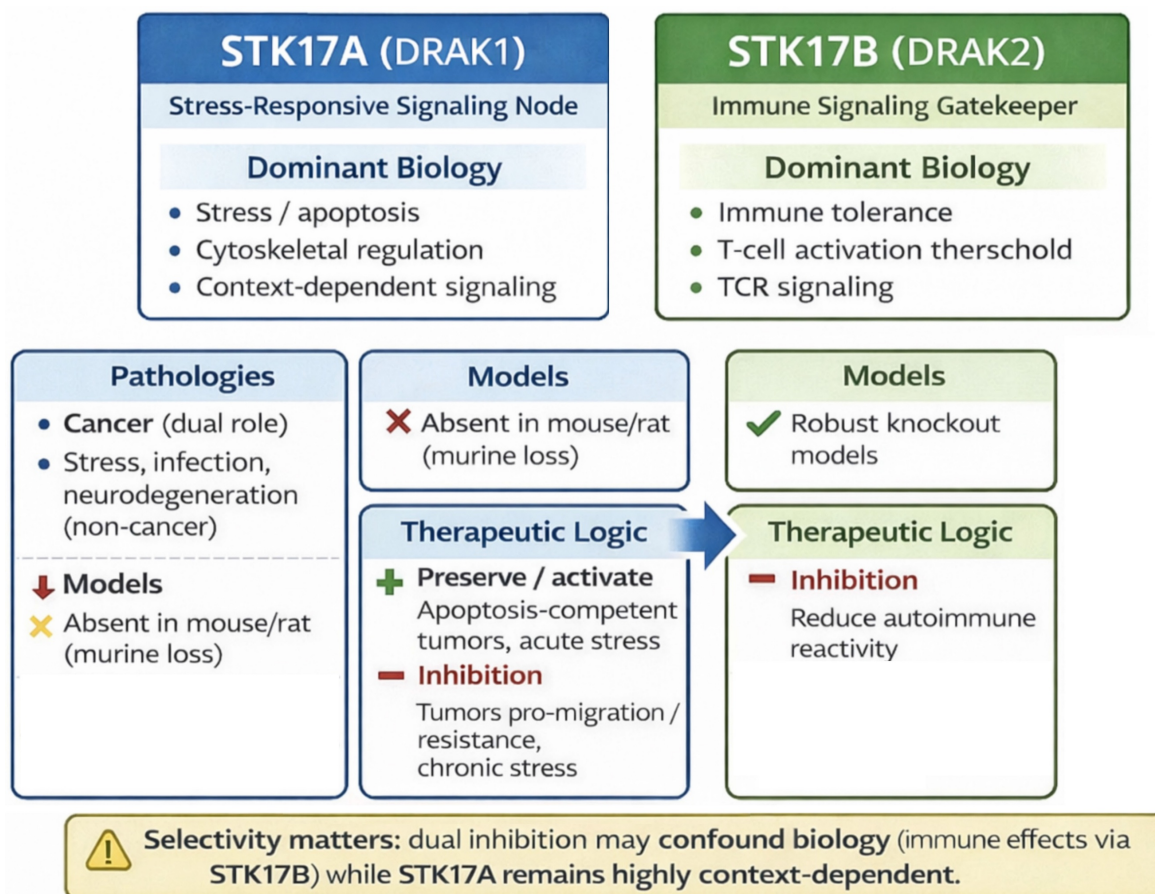 STK17A (DRAK1)
Stress-Responsive Signaling Node
Dominant Biology
Stress / apoptosis
Cytoskeletal regulation
Context-dependent signaling
STK17B (DRAK2)
Immune Signaling Gatekeeper
Dominant Biology
Immune tolerance
T-cell activation therschold
TCR signaling
Pathologies
Cancer (dual role)
Stress, infection,
neurodegeneration
(non-cancer)
Models
Absent in mouse/rat
(murine loss)
Models
Absent in mouse/rat
(murine loss)
Therapeutic Logic
Preserve / activate
Apoptosis-competent
tumors, acute stress
Inhibition
Tumors pro-migration /
resistance,
chronic stress
Models
Robust knockout
models
Therapeutic Logic
Inhibition
Reduce autoimmune
reactivity
Selectivity matters: dual inhibition may confound biology (immune effects via
STK17B) while STK17A remains highly context-dependent.